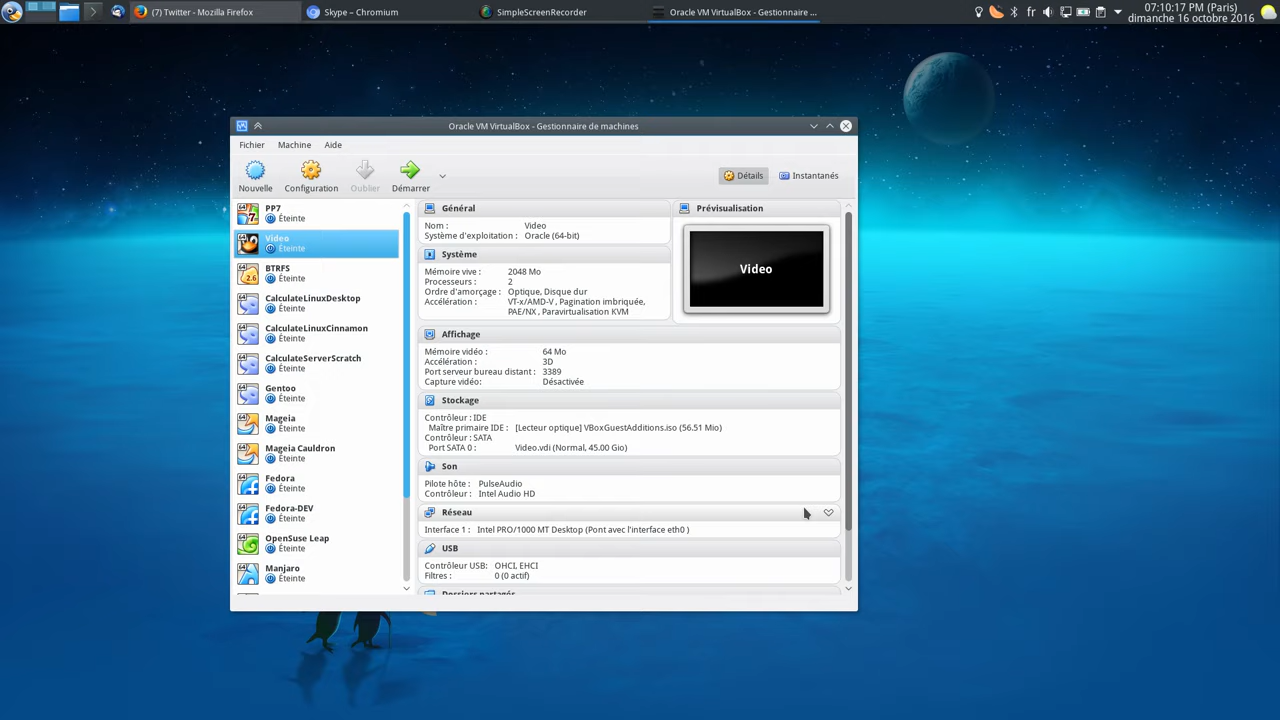 (7) Twitter - Mozilla Firefox
Skype – Chromium
SimpleScreenRecorder
Oracle VM VirtualBox - Gestionnaire ...
fr
07:10:17 PM (Paris)
dimanche 16 octobre 2016
Oracle VM VirtualBox - Gestionnaire de machines
Fichier Machine Aide
Nouvelle Configuration Oublier Démarrer
Détails Instantanés
PP7
Éteinte
Video
Éteinte
BTRFS
Éteinte
CalculateLinuxDesktop
Éteinte
CalculateLinuxCinnamon
Éteinte
CalculateServerScratch
Éteinte
Gentoo
Éteinte
Mageia
Éteinte
Mageia Cauldron
Éteinte
Fedora
Éteinte
Fedora-DEV
Éteinte
OpenSuse Leap
Éteinte
Manjaro
Éteinte
Général
Nom : Video
Système d'exploitation : Oracle (64-bit)
Système
Mémoire vive : 2048 Mo
Processeurs : 2
Ordre d'amorçage : Optique, Disque dur
Accélération : VT-x/AMD-V , Pagination imbriquée,
PAE/NX , Paravirtualisation KVM
Prévisualisation
Video
Affichage
Mémoire vidéo : 64 Mo
Accélération : 3D
Port serveur bureau distant : 3389
Capture vidéo: Désactivée
Stockage
Contrôleur : IDE
Maître primaire IDE : [Lecteur optique] VBoxGuestAdditions.iso (56.51 Mio)
Contrôleur : SATA
Port SATA 0 : Video.vdi (Normal, 45.00 Gio)
Son
Pilote hôte : PulseAudio
Contrôleur : Intel Audio HD
Réseau
Interface 1 : Intel PRO/1000 MT Desktop (Pont avec l'interface eth0 )
USB
Contrôleur USB: OHCI, EHCI
Filtres : 0 (0 actif)
Dossiers partagés